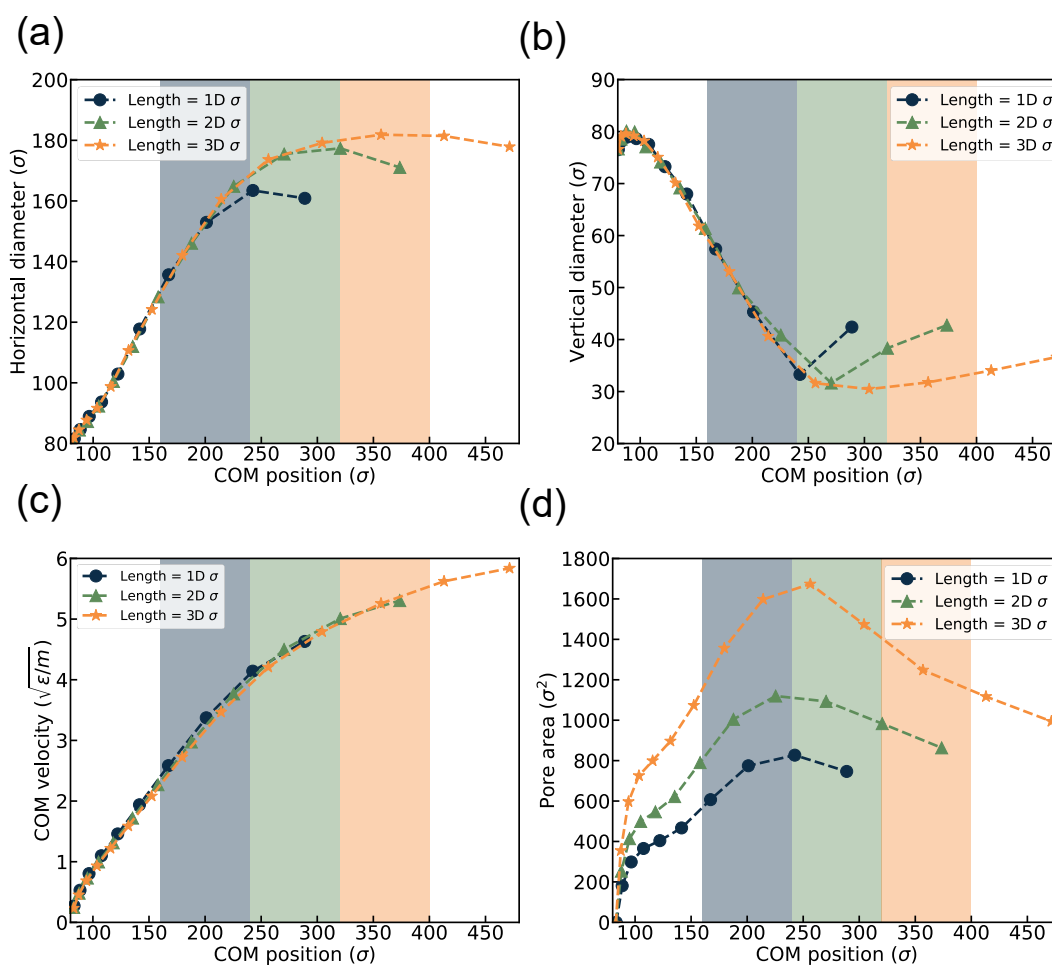 (a)
200
180
160
140
120
100
80
Horizontal diameter (σ)
Length = 1D σ
Length = 2D σ
Length = 3D σ
100 150 200 250 300 350 400 450
COM position (σ)
(b)
90
80
70
60
50
40
30
20
Vertical diameter (σ)
Length = 1D σ
Length = 2D σ
Length = 3D σ
100 150 200 250 300 350 400 450
COM position (σ)
(c)
6
5
4
3
2
1
0
COM velocity (√ε/m)
Length = 1D σ
Length = 2D σ
Length = 3D σ
100 150 200 250 300 350 400 450
COM position (σ)
(d)
1800
1600
1400
1200
1000
800
600
400
200
0
Pore area (σ²)
Length = 1D σ
Length = 2D σ
Length = 3D σ
100 150 200 250 300 350 400 450
COM position (σ)